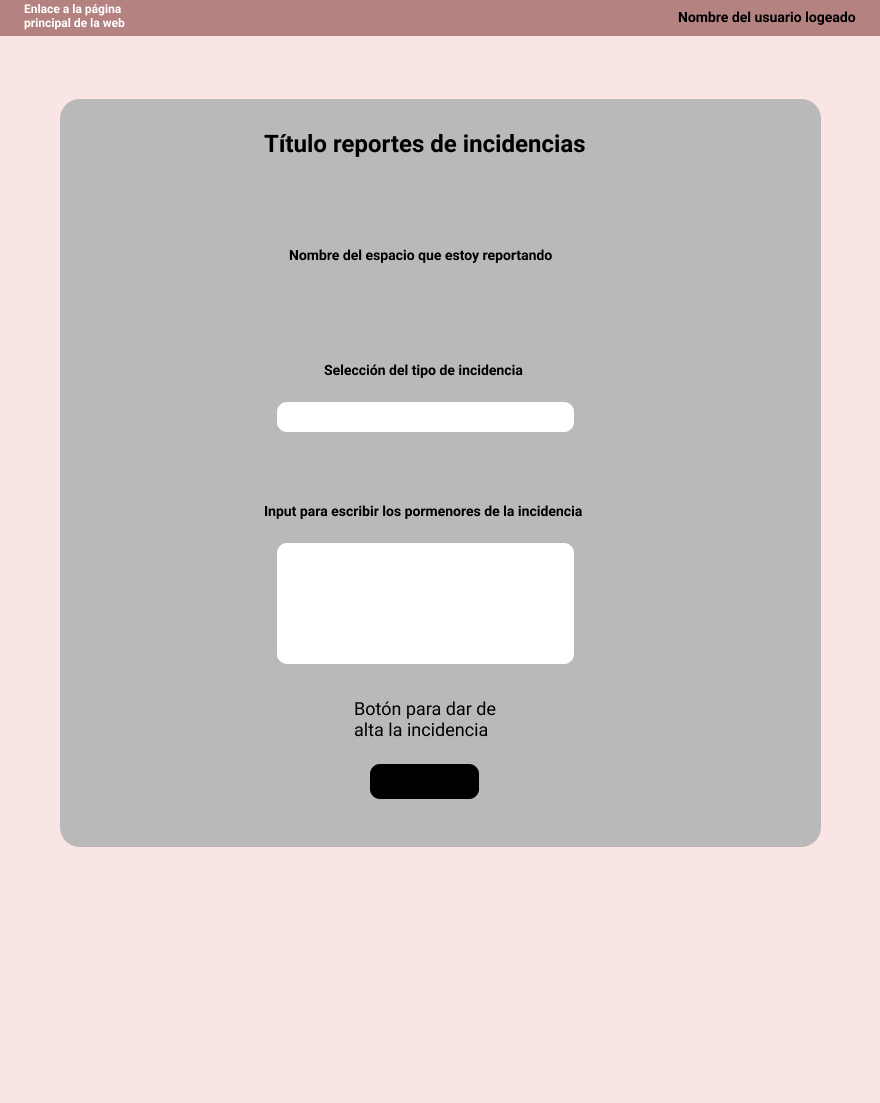 Enlace a la página
principal de la web
Nombre del usuario logeado
Título reportes de incidencias
Nombre del espacio que estoy reportando
Selección del tipo de incidencia
Input para escribir los pormenores de la incidencia
Botón para dar de
alta la incidencia